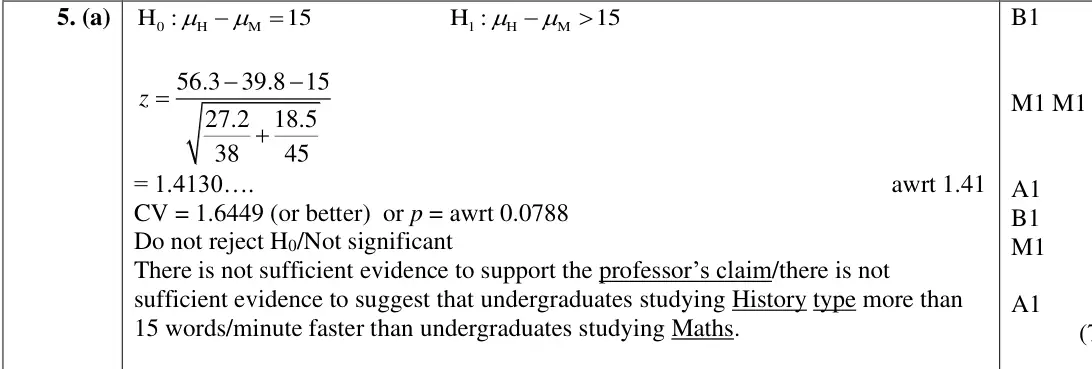 5. (a) H₀ : μ_H − μ_M = 15 H₁ : μ_H − μ_M > 15 B1
z = (56.3 − 39.8 − 15) / √(27.2/38 + 18.5/45) M1 M1
= 1.4130…. awrt 1.41 A1
CV = 1.6449 (or better) or p = awrt 0.0788 B1
Do not reject H₀/Not significant M1
There is not sufficient evidence to support the professor's claim/there is not
sufficient evidence to suggest that undergraduates studying History type more than A1
15 words/minute faster than undergraduates studying Maths.